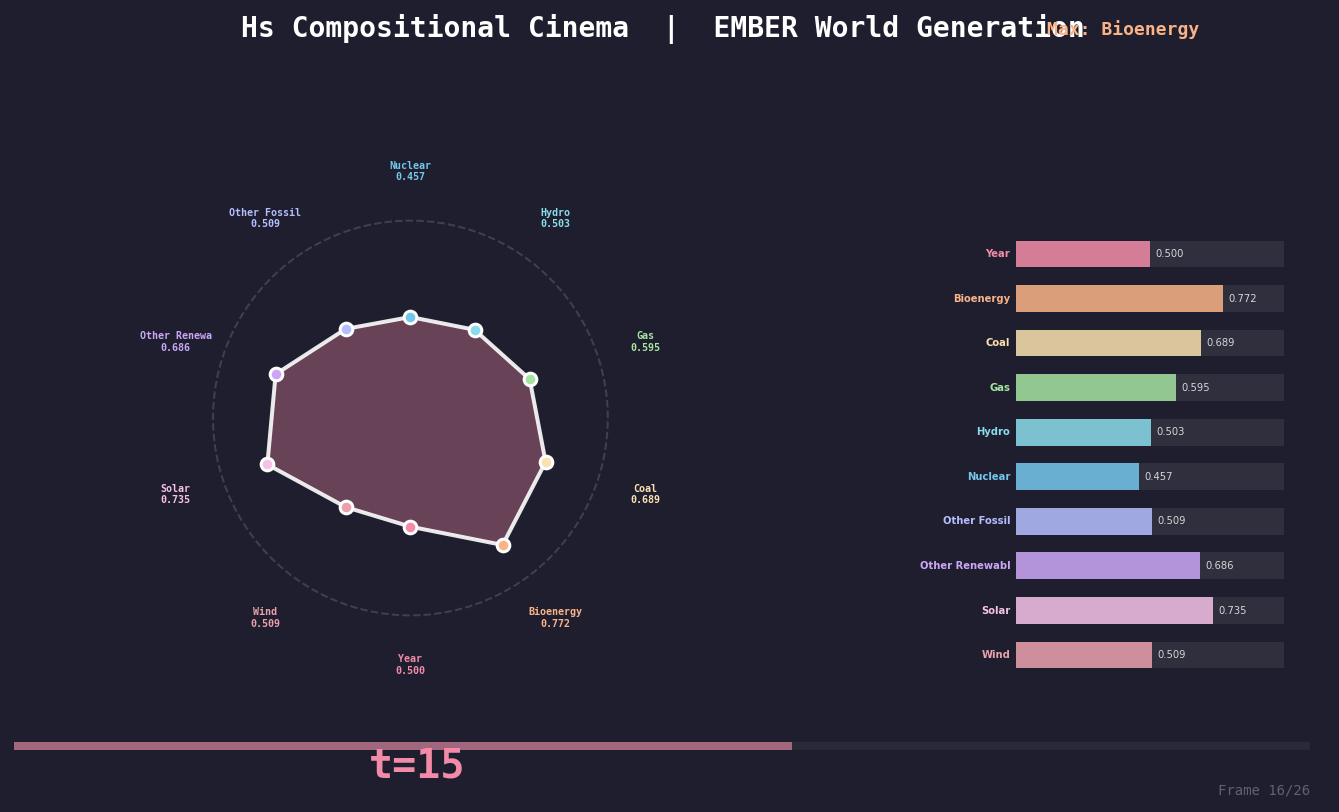 Hs Compositional Cinema | EMBER World Generation
Max: Bioenergy
Nuclear
0.457
Other Fossil
0.509
Hydro
0.503
Other Renewa
0.686
Gas
0.595
Solar
0.735
Coal
0.689
Wind
0.509
Bioenergy
0.772
Year
0.500
Year 0.500
Bioenergy 0.772
Coal 0.689
Gas 0.595
Hydro 0.503
Nuclear 0.457
Other Fossil 0.509
Other Renewabl 0.686
Solar 0.735
Wind 0.509
t=15
Frame 16/26